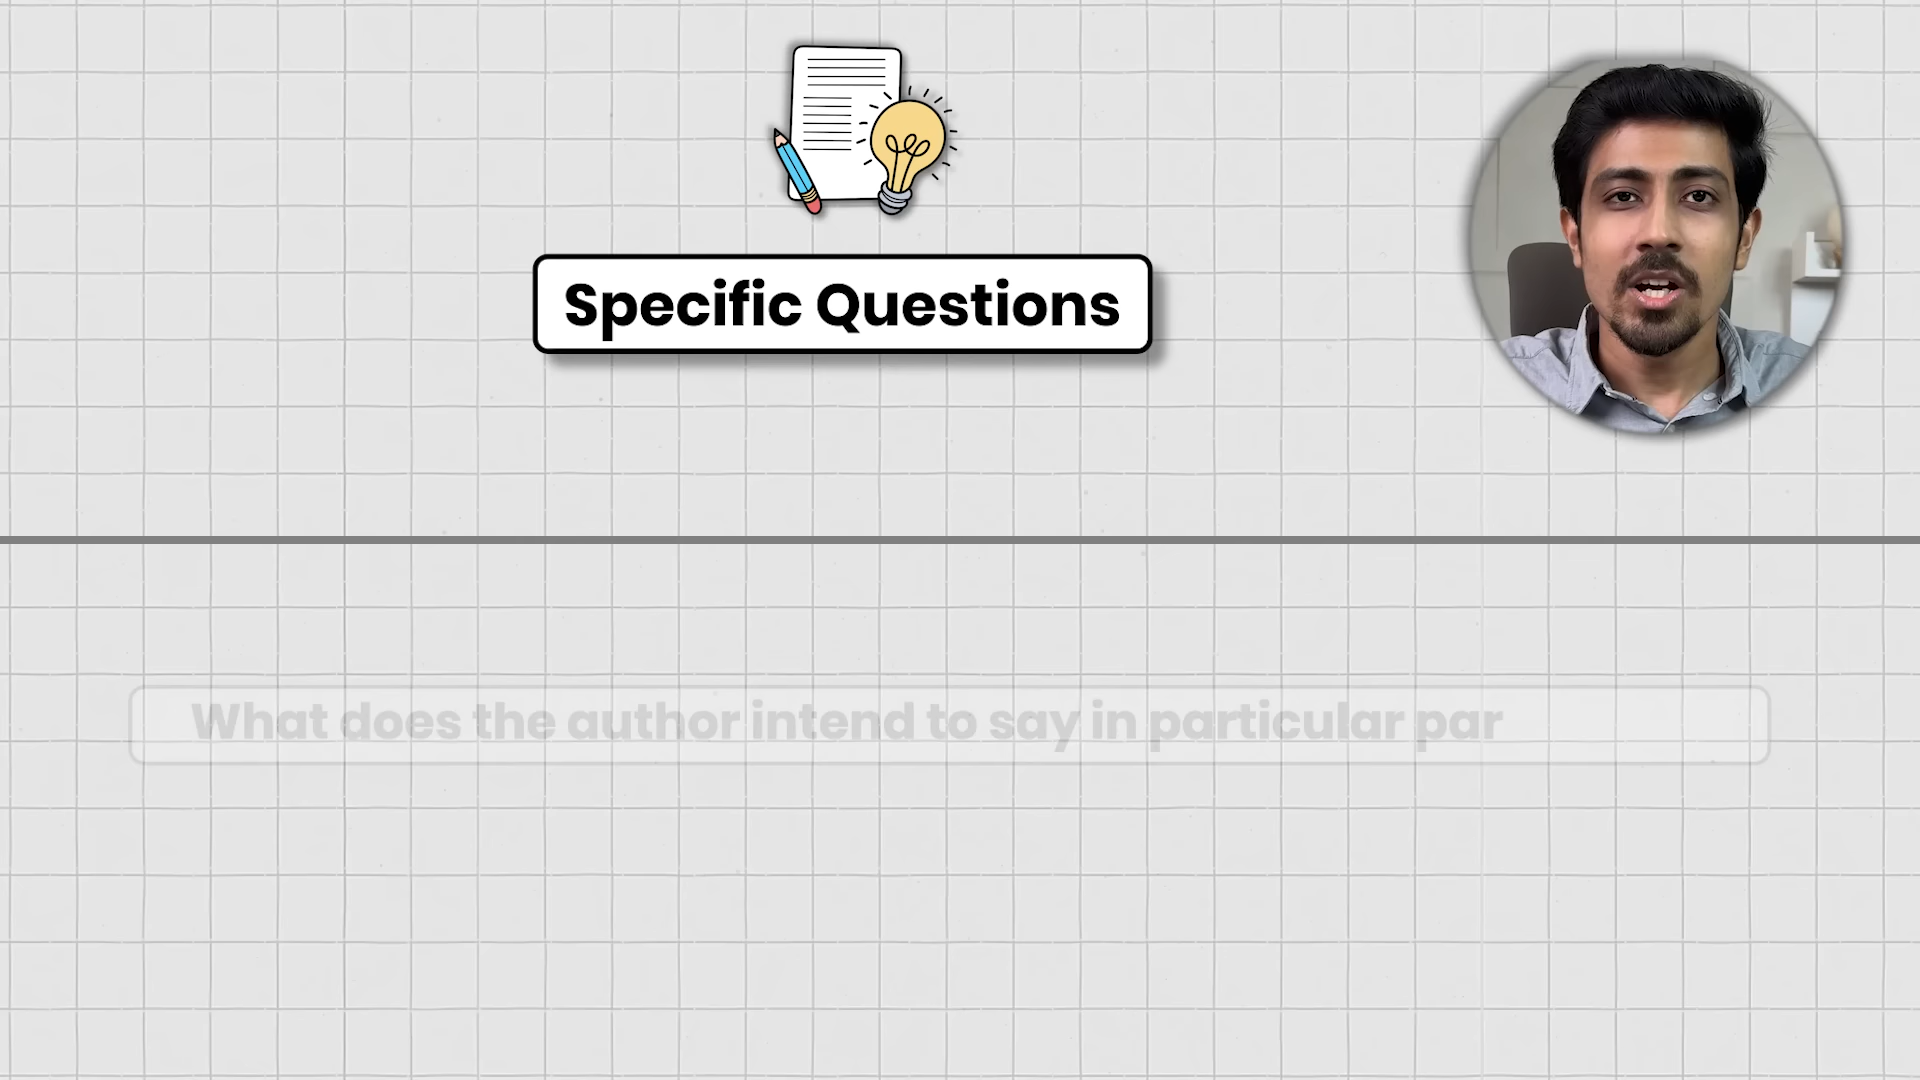 Specific Questions
What does the author intend to say in particular par